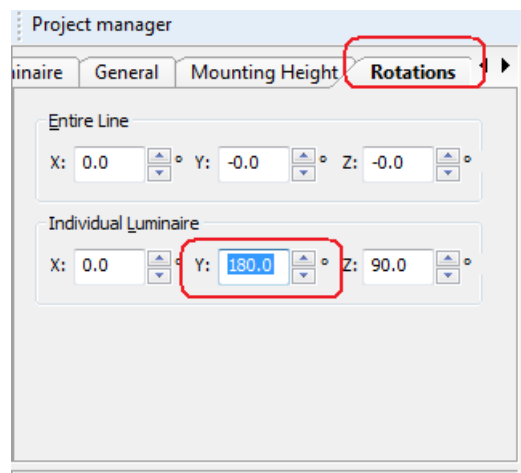 Project manager
inaire General Mounting Height Rotations
Entire Line
X: 0.0 ° Y: -0.0 ° Z: -0.0 °
Individual Luminaire
X: 0.0 ° Y: 180.0 ° Z: 90.0 °